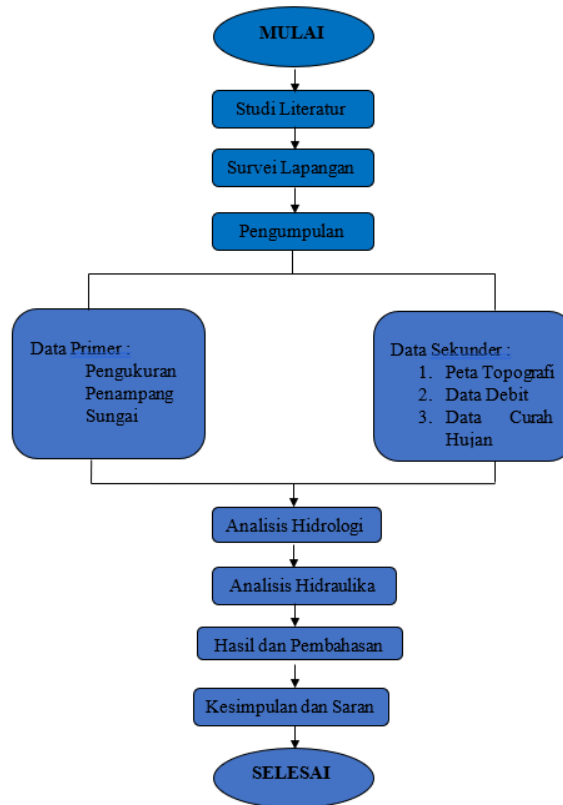 MULAI
Studi Literatur
Survei Lapangan
Pengumpulan
Data Primer :
Pengukuran
Penampang
Sungai
Data Sekunder :
1. Peta Topografi
2. Data Debit
3. Data Curah
Hujan
Analisis Hidrologi
Analisis Hidraulika
Hasil dan Pembahasan
Kesimpulan dan Saran
SELESAI